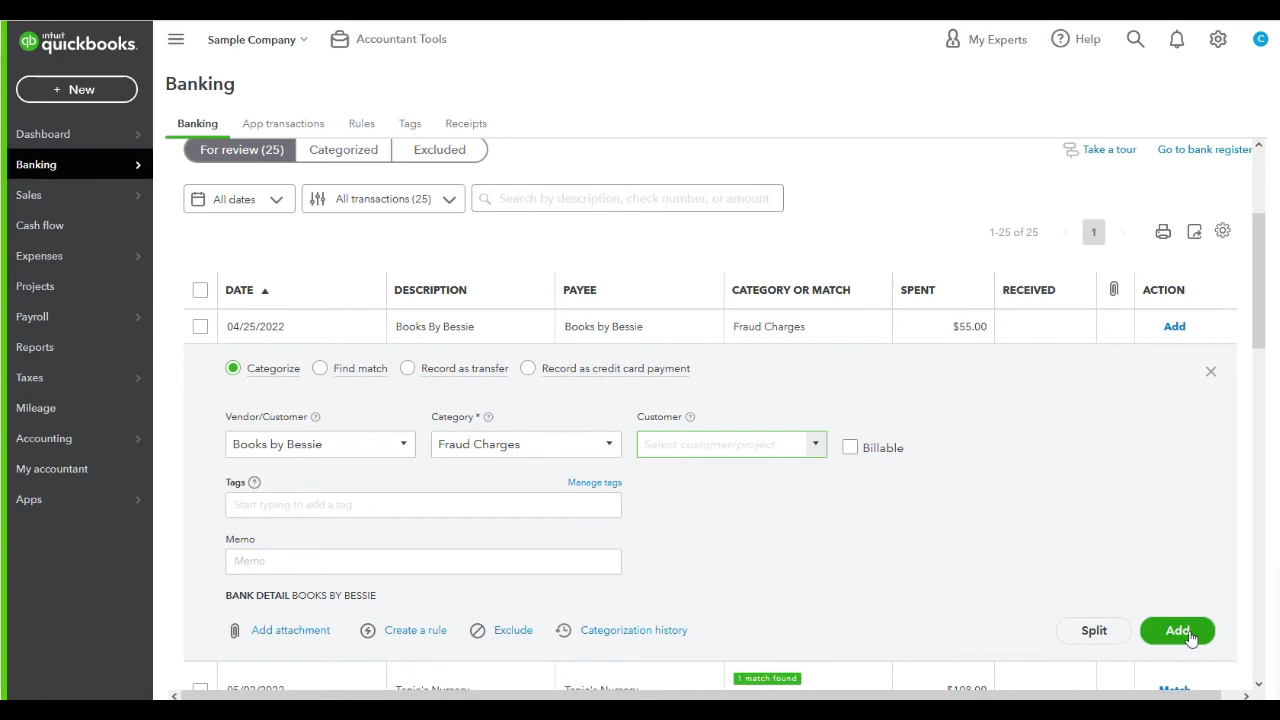 intuit
quickbooks.
Sample Company
Accountant Tools
My Experts
Help
C
+ New
Banking
Banking
App transactions
Rules
Tags
Receipts
Dashboard
Banking
Sales
Cash flow
Expenses
Projects
Payroll
Reports
Taxes
Mileage
Accounting
My accountant
Apps
For review (25)
Categorized
Excluded
Take a tour
Go to bank register
All dates
All transactions (25)
Search by description, check number, or amount
1-25 of 25
1
DATE
DESCRIPTION
PAYEE
CATEGORY OR MATCH
SPENT
RECEIVED
ACTION
04/25/2022
Books By Bessie
Books by Bessie
Fraud Charges
$55.00
Add
Categorize
Find match
Record as transfer
Record as credit card payment
Vendor/Customer
Category *
Customer
Books by Bessie
Fraud Charges
Select customer/project
Billable
Tags
Manage tags
Start typing to add a tag
Memo
Memo
BANK DETAIL BOOKS BY BESSIE
Add attachment
Create a rule
Exclude
Categorization history
Split
Add
1 match found
05/02/2022
Tania's Nursery
Tania's Nursery
$108.09
Match